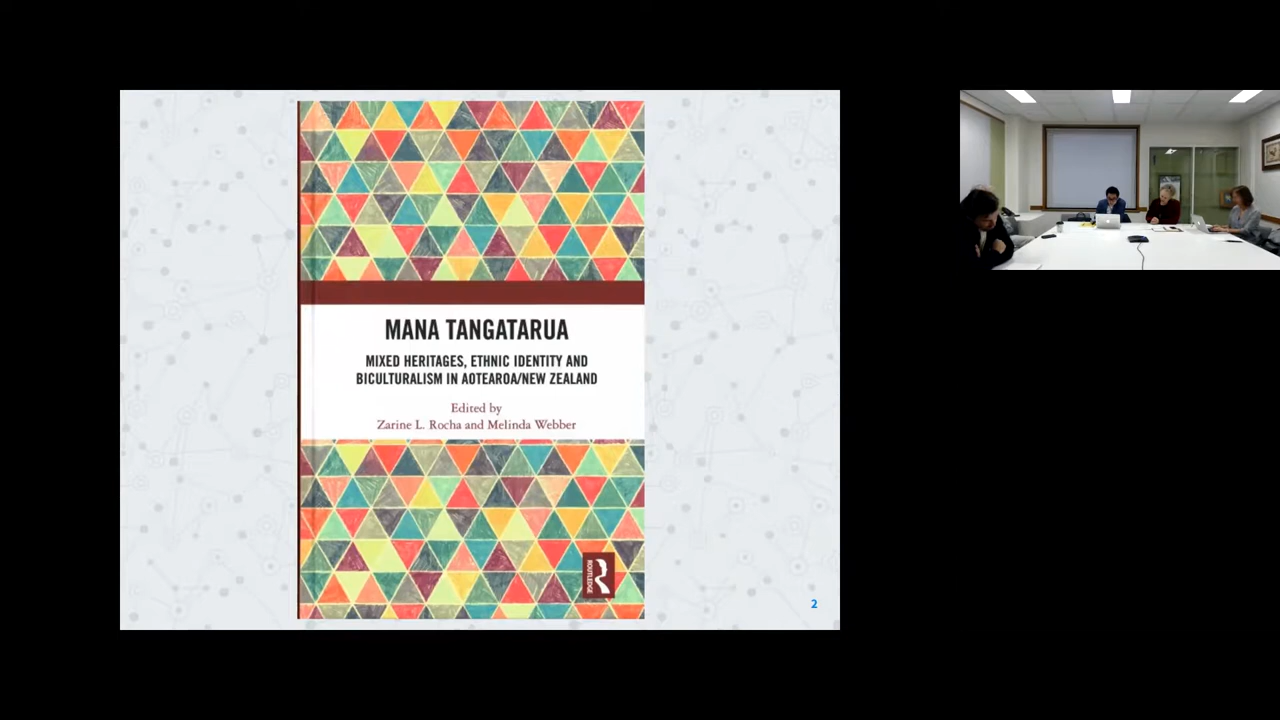 MANA TANGATARUA
MIXED HERITAGES, ETHNIC IDENTITY AND
BICULTURALISM IN AOTEAROA/NEW ZEALAND
Edited by
Zarine L. Rocha and Melinda Webber
ROUTLEDGE
2